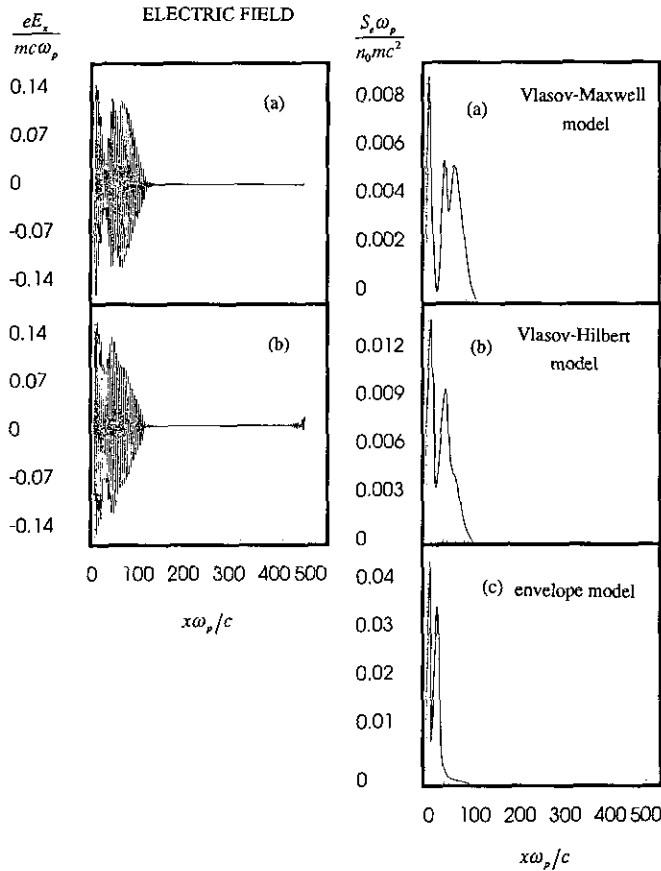 ELECTRIC FIELD
eE_x
mcω_p
0.14
0.07
0
-0.07
-0.14
(a)
0.14
0.07
0
-0.07
-0.14
(b)
0 100 200 300 400 500
xω_p/c
S_eω_p
n_0mc^2
0.008
0.006
0.004
0.002
0
(a) Vlasov-Maxwell
model
0.012
0.009
0.006
0.003
0
(b) Vlasov-Hilbert
model
0.04
0.03
0.02
0.01
0
(c) envelope model
0 100 200 300 400 500
xω_p/c